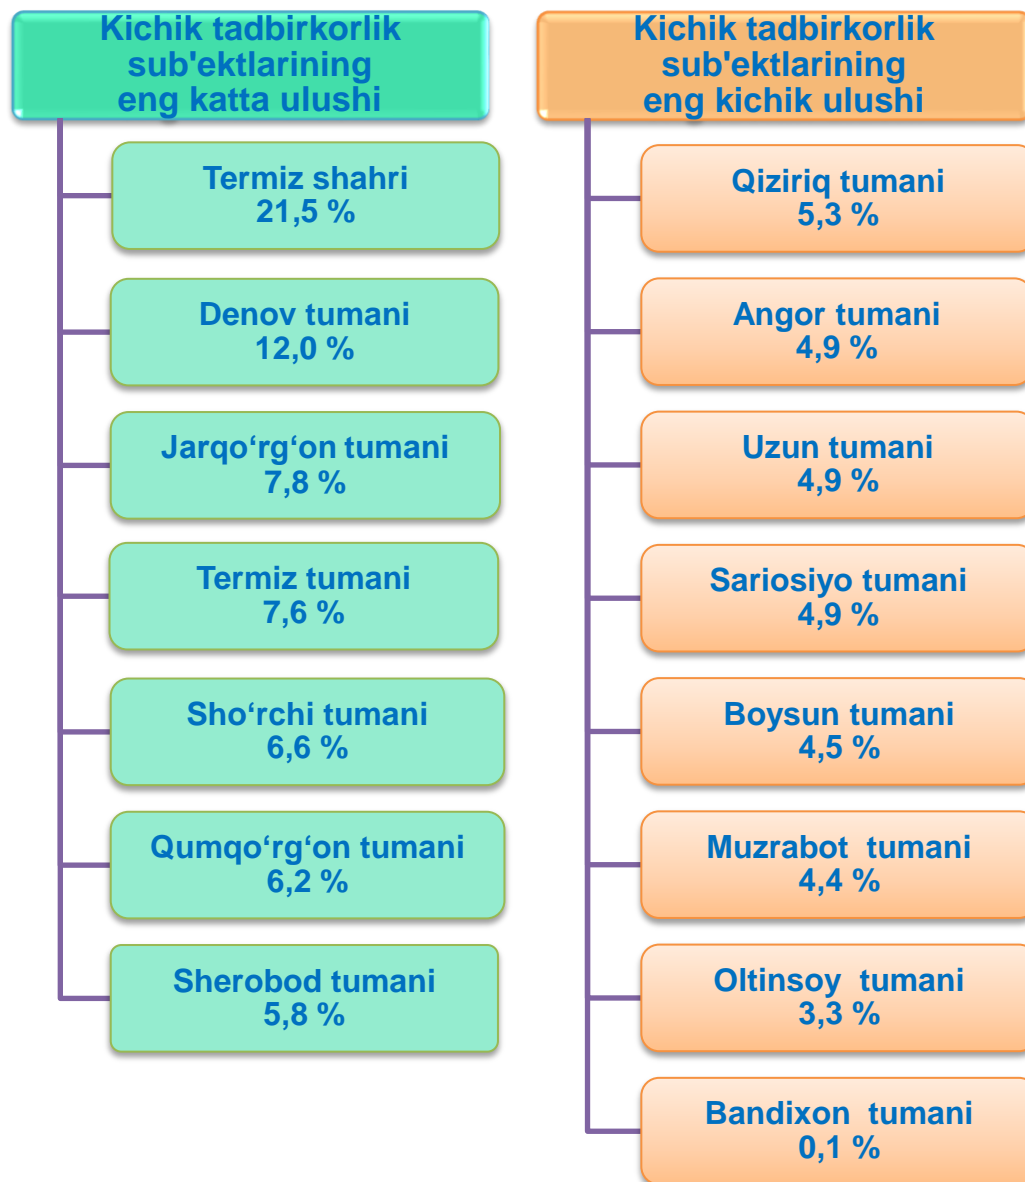 Kichik tadbirkorlik
sub'ektlarining
eng katta ulushi
Termiz shahri
21,5 %
Denov tumani
12,0 %
Jarqo‘rg‘on tumani
7,8 %
Termiz tumani
7,6 %
Sho‘rchi tumani
6,6 %
Qumqo‘rg‘on tumani
6,2 %
Sherobod tumani
5,8 %
Kichik tadbirkorlik
sub'ektlarining
eng kichik ulushi
Qiziriq tumani
5,3 %
Angor tumani
4,9 %
Uzun tumani
4,9 %
Sariosiyo tumani
4,9 %
Boysun tumani
4,5 %
Muzrabot tumani
4,4 %
Oltinsoy tumani
3,3 %
Bandixon tumani
0,1 %